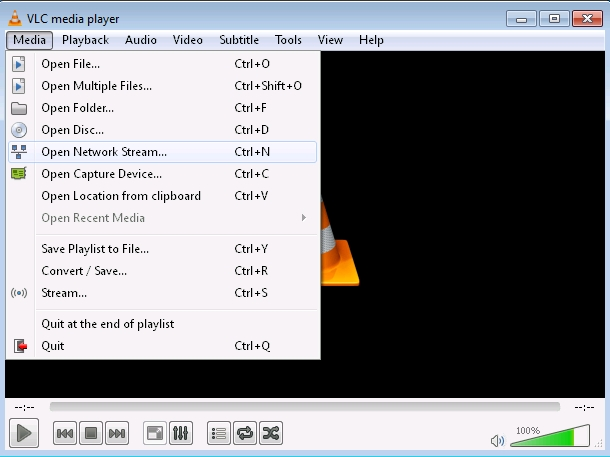 VLC media player
Media Playback Audio Video Subtitle Tools View Help
Open File... Ctrl+O
Open Multiple Files... Ctrl+Shift+O
Open Folder... Ctrl+F
Open Disc... Ctrl+D
Open Network Stream... Ctrl+N
Open Capture Device... Ctrl+C
Open Location from clipboard Ctrl+V
Open Recent Media
Save Playlist to File... Ctrl+Y
Convert / Save... Ctrl+R
Stream... Ctrl+S
Quit at the end of playlist
Quit Ctrl+Q
--:-- --:--
100%